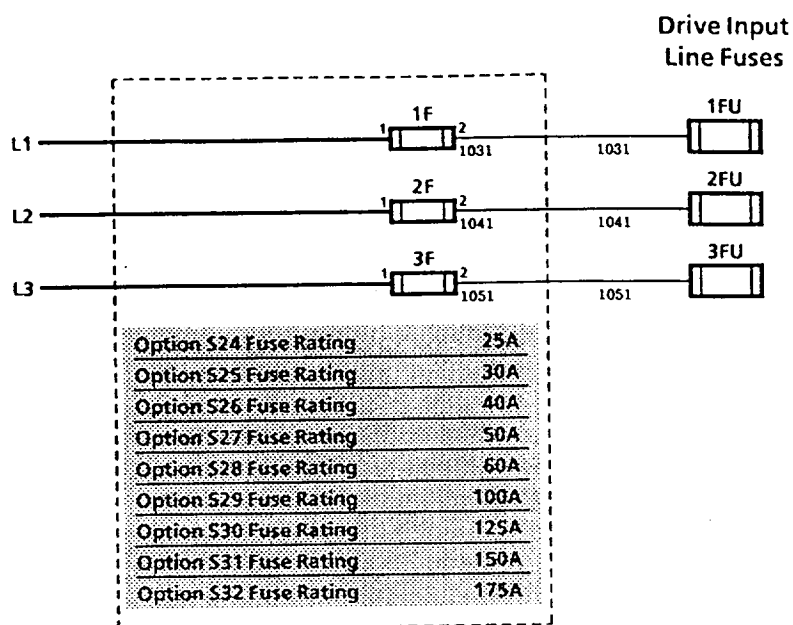 Drive Input
Line Fuses
1F
1FU
L1
1
2
1031
1031
2F
2FU
L2
1
2
1041
1041
3F
3FU
L3
1
2
1051
1051
Option S24 Fuse Rating 25A
Option S25 Fuse Rating 30A
Option S26 Fuse Rating 40A
Option S27 Fuse Rating 50A
Option S28 Fuse Rating 60A
Option S29 Fuse Rating 100A
Option S30 Fuse Rating 125A
Option S31 Fuse Rating 150A
Option S32 Fuse Rating 175A